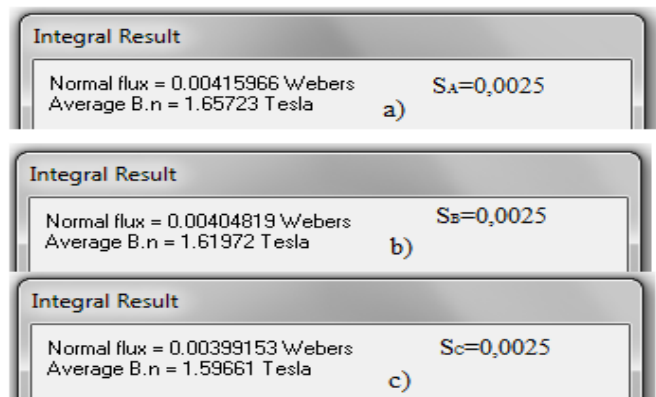 Integral Result
Normal flux = 0.00415966 Webers SA=0,0025
Average B.n = 1.65723 Tesla a)
Integral Result
Normal flux = 0.00404819 Webers SB=0,0025
Average B.n = 1.61972 Tesla b)
Integral Result
Normal flux = 0.00399153 Webers Sc=0,0025
Average B.n = 1.59661 Tesla c)